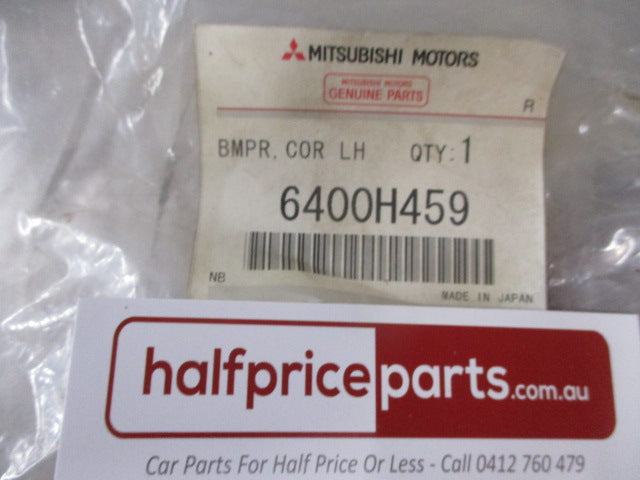 MITSUBISHI MOTORS
MITSUBISHI MOTORS
GENUINE PARTS
R
BMPR, COR LH QTY:1
6400H459
NB
MADE IN JAPAN
halfpriceparts.com.au
Car Parts For Half Price Or Less - Call 0412 760 479